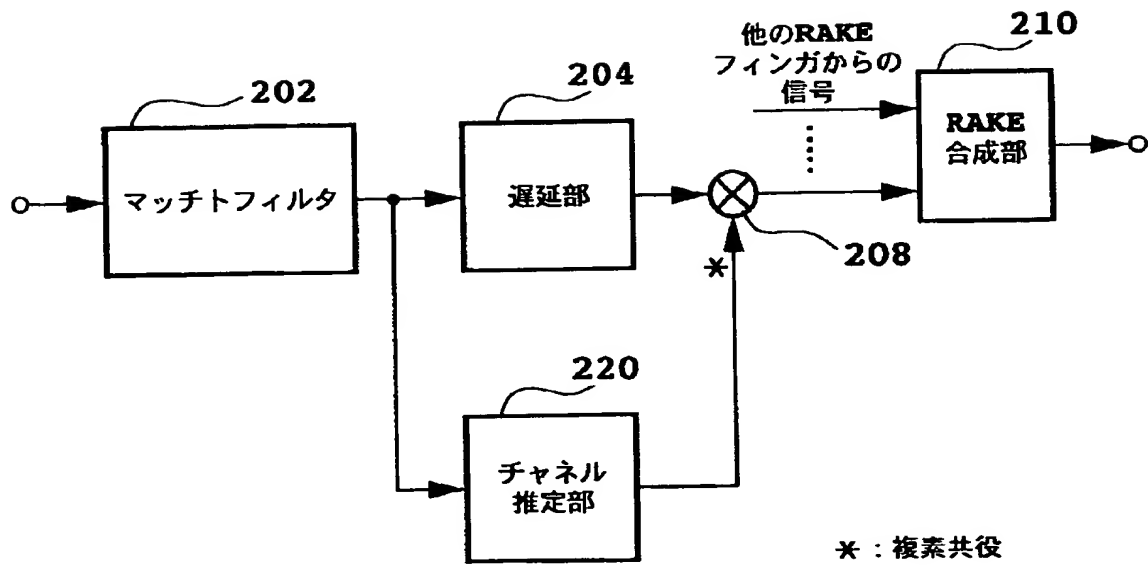 他のRAKE
フィンガからの
信号
210
202
204
RAKE
合成部
マッチトフィルタ
遅延部
208
*
220
チャネル
推定部
* : 複素共役